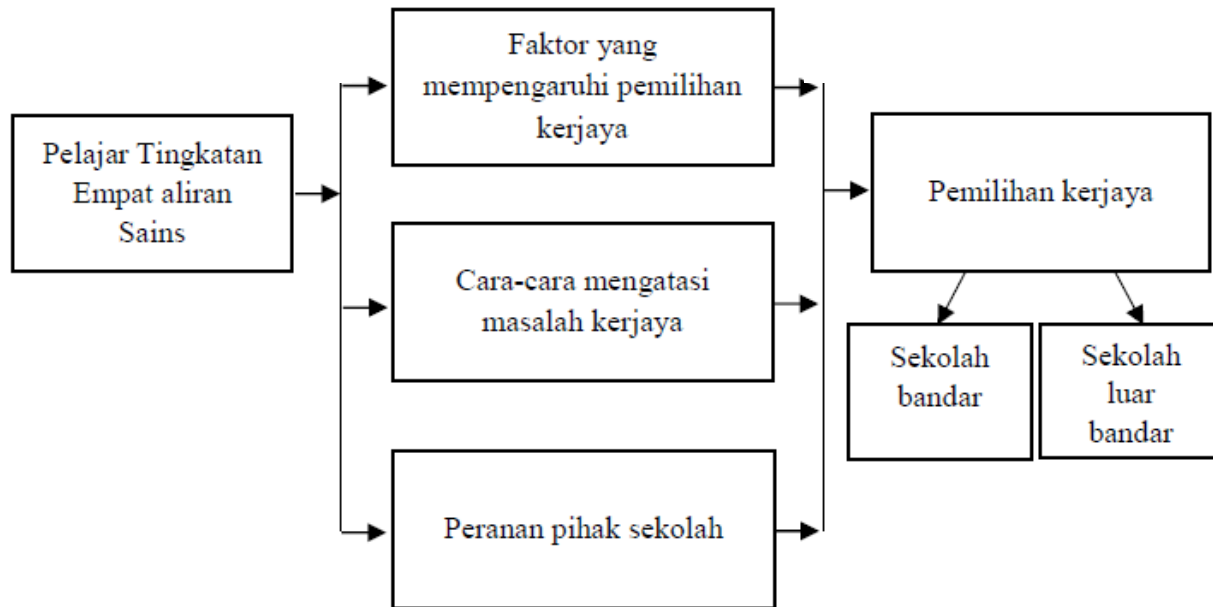 Pelajar Tingkatan
Empat aliran
Sains
Faktor yang
mempengaruhi pemilihan
kerjaya
Cara-cara mengatasi
masalah kerjaya
Peranan pihak sekolah
Pemilihan kerjaya
Sekolah
bandar
Sekolah
luar
bandar